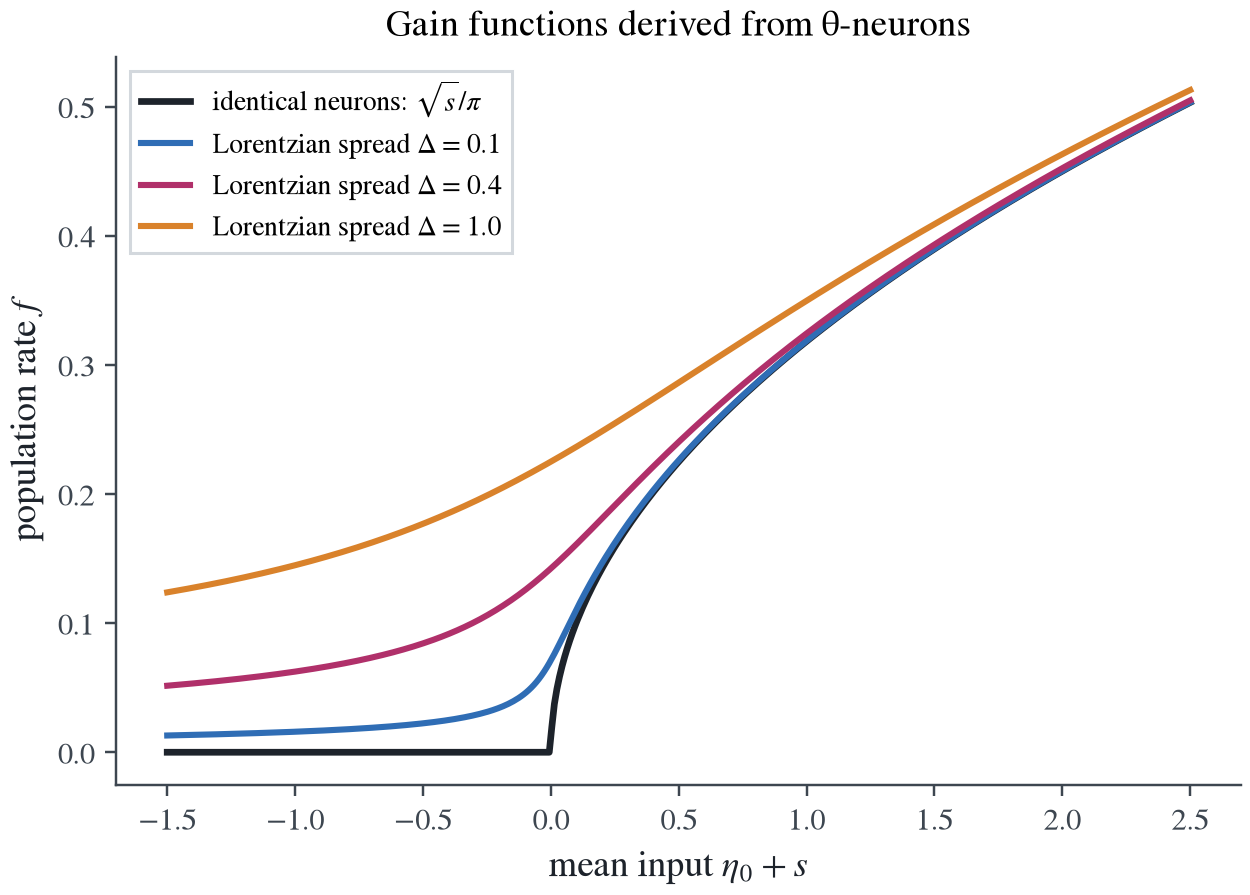 Gain functions derived from θ-neurons
identical neurons: √s/π
Lorentzian spread Δ = 0.1
Lorentzian spread Δ = 0.4
Lorentzian spread Δ = 1.0
population rate f
0.5
0.4
0.3
0.2
0.1
0.0
−1.5 −1.0 −0.5 0.0 0.5 1.0 1.5 2.0 2.5
mean input η₀ + s